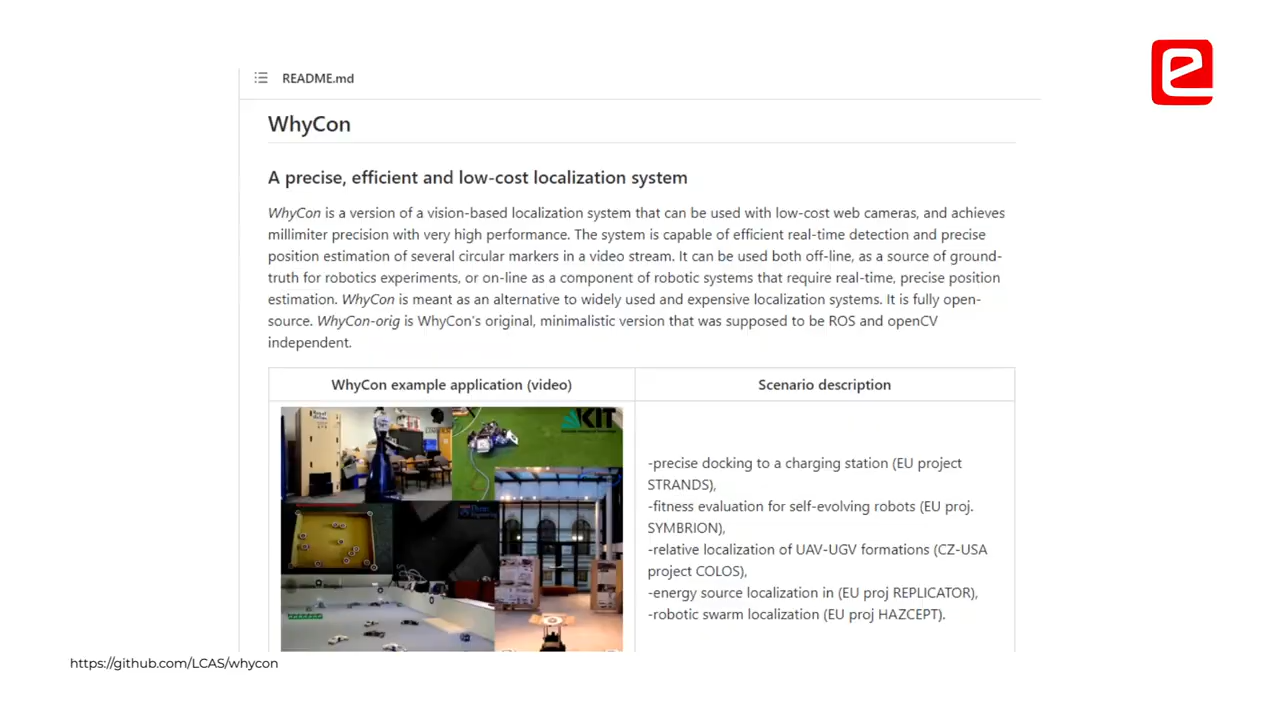 README.md
WhyCon
A precise, efficient and low-cost localization system
WhyCon is a version of a vision-based localization system that can be used with low-cost web cameras, and achieves
millimiter precision with very high performance. The system is capable of efficient real-time detection and precise
position estimation of several circular markers in a video stream. It can be used both off-line, as a source of ground-
truth for robotics experiments, or on-line as a component of robotic systems that require real-time, precise position
estimation. WhyCon is meant as an alternative to widely used and expensive localization systems. It is fully open-
source. WhyCon-orig is WhyCon's original, minimalistic version that was supposed to be ROS and openCV
independent.
WhyCon example application (video)
Scenario description
KIT
-precise docking to a charging station (EU project
STRANDS),
-fitness evaluation for self-evolving robots (EU proj.
SYMBRION),
-relative localization of UAV-UGV formations (CZ-USA
project COLOS),
-energy source localization in (EU proj REPLICATOR),
-robotic swarm localization (EU proj HAZCEPT).
https://github.com/LCAS/whycon